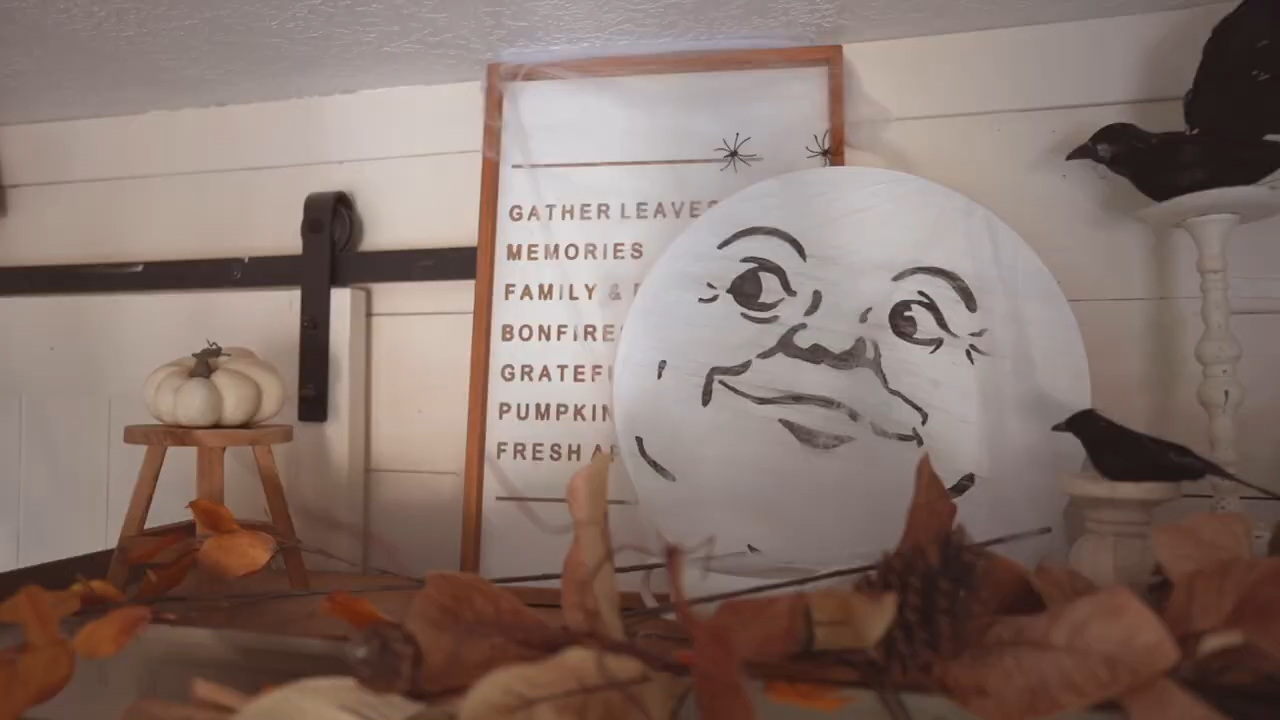 GATHER LEAVES
MEMORIES
FAMILY &
BONFIRE
GRATEF
PUMPKIN
FRESH